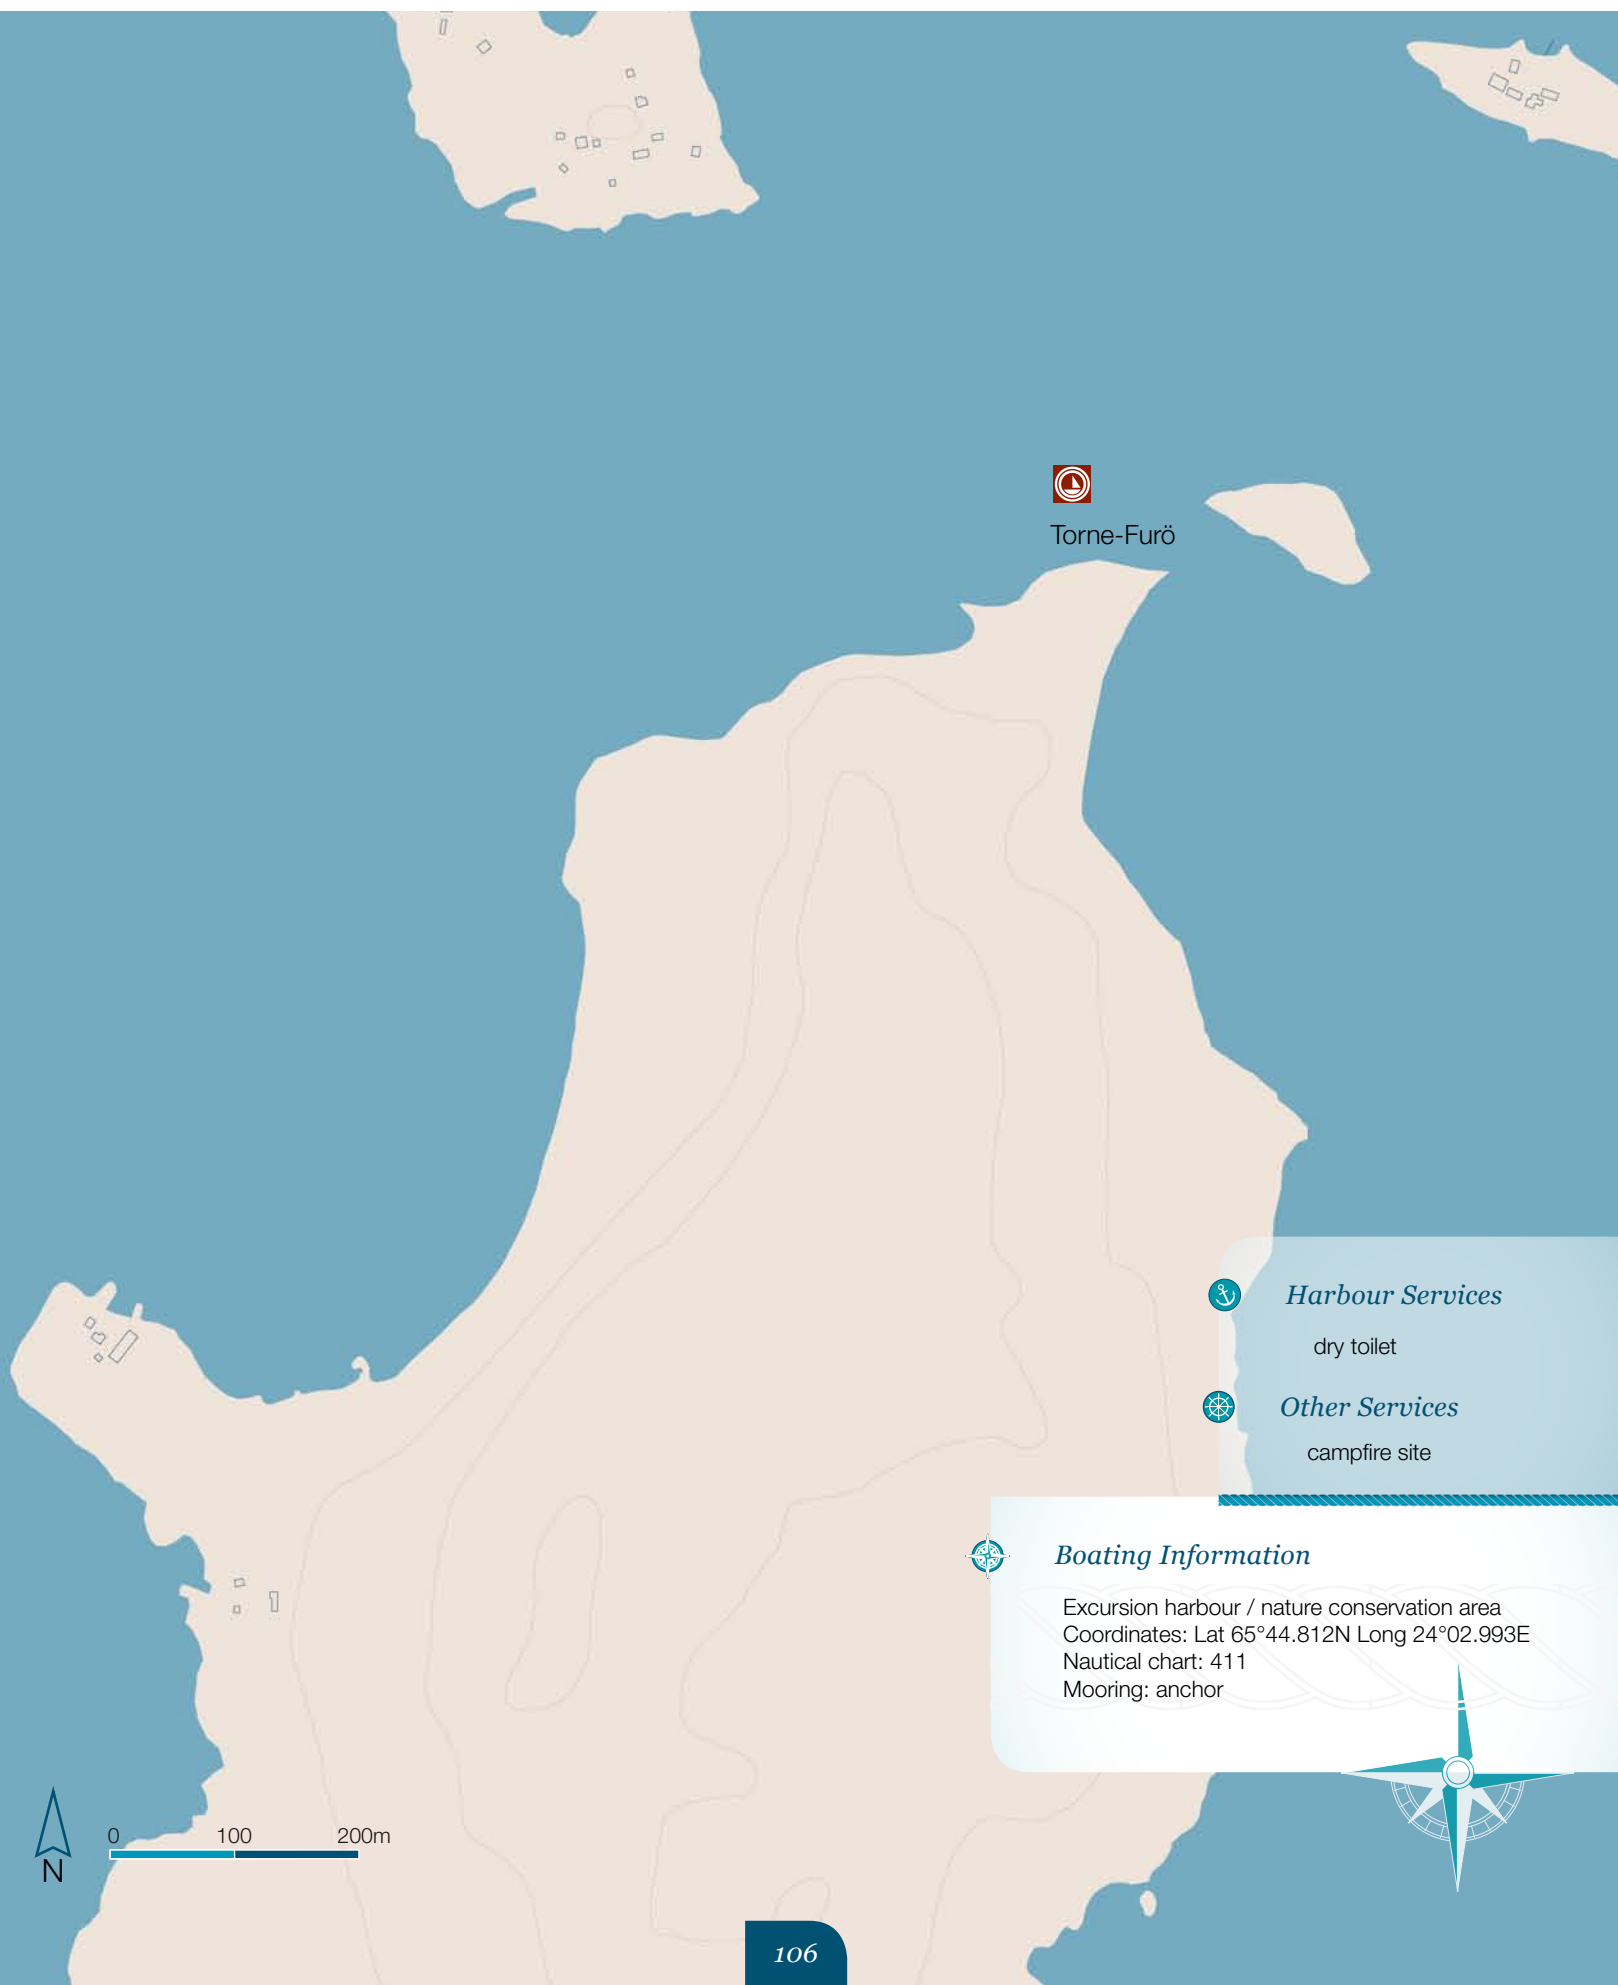 Torne-Furö
Harbour Services
dry toilet
Other Services
campfire site
Boating Information
Excursion harbour / nature conservation area
Coordinates: Lat 65°44.812N Long 24°02.993E
Nautical chart: 411
Mooring: anchor
0 100 200m
N
106